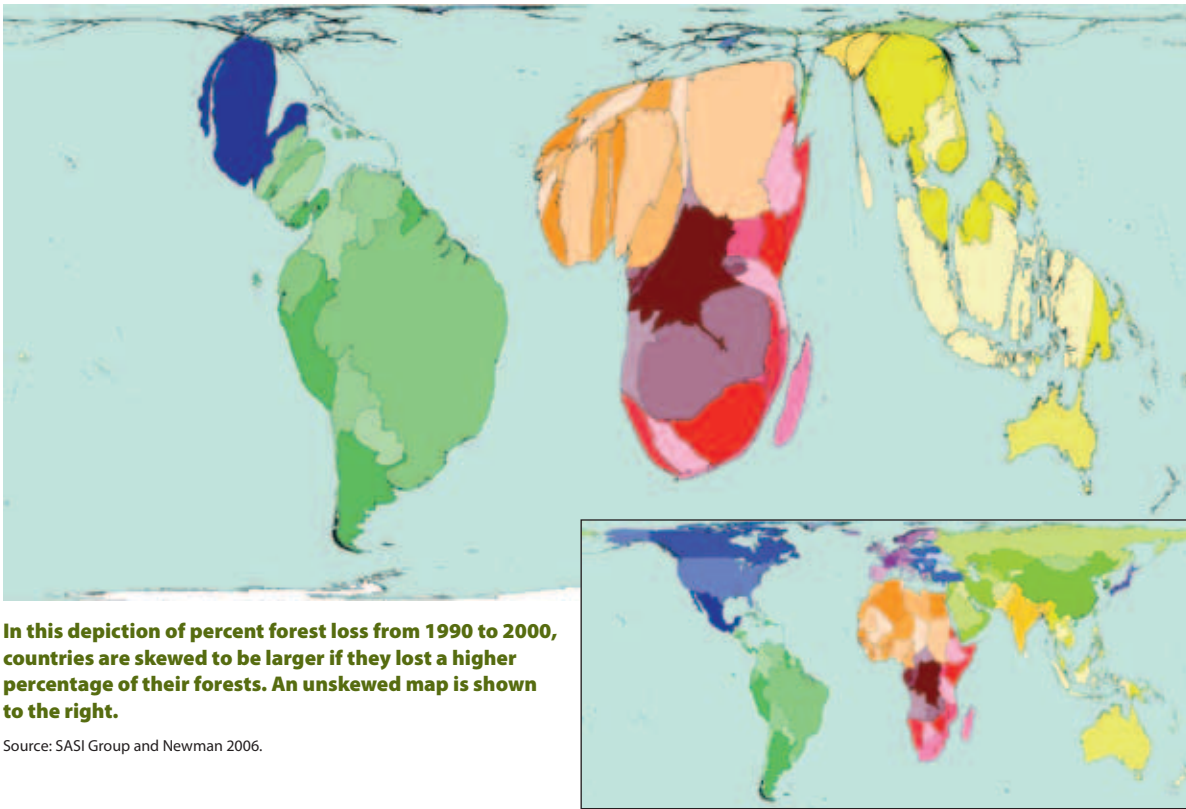 In this depiction of percent forest loss from 1990 to 2000,
countries are skewed to be larger if they lost a higher
percentage of their forests. An unskewed map is shown
to the right.
Source: SASI Group and Newman 2006.